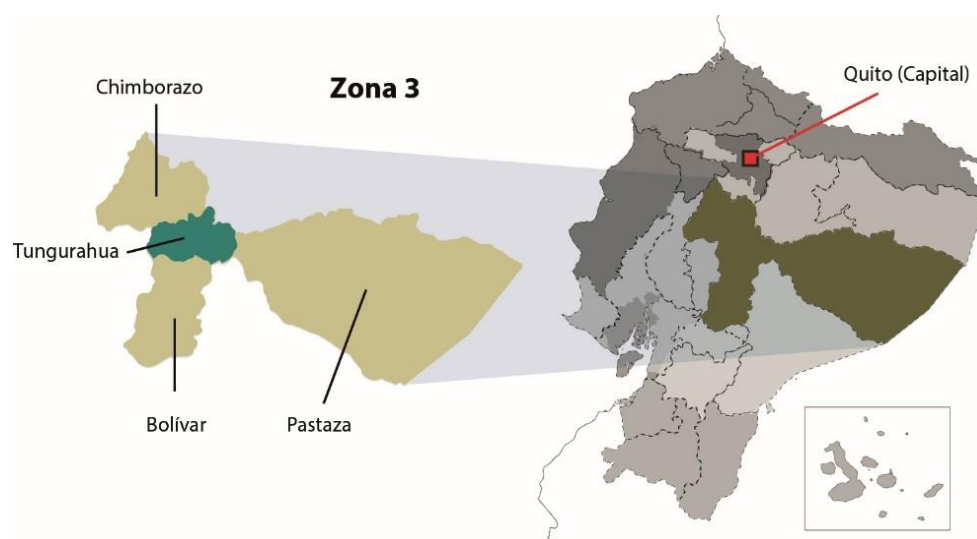 Zona 3
Quito (Capital)
Chimborazo
Tungurahua
Bolívar
Pastaza